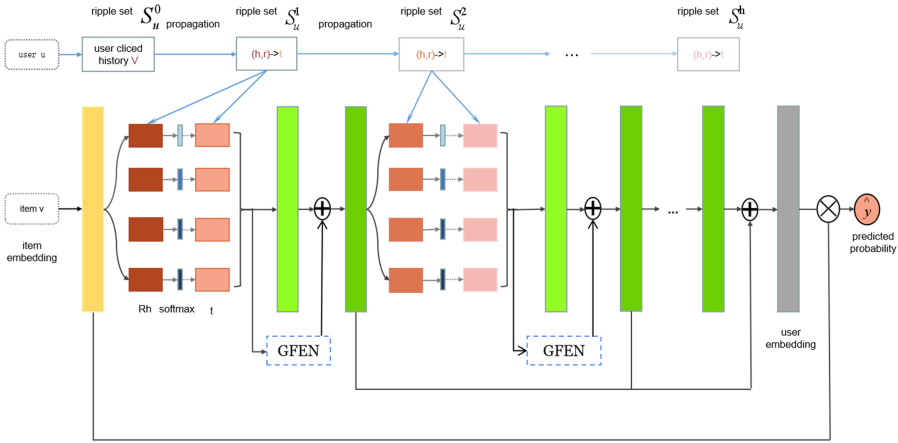 ripple set S_u^0
propagation
ripple set S_u^1
propagation
ripple set S_u^2
ripple set S_u^h
user u
user cliced
history V
(h,r)->t
(h,r)->t
...
(h,r)->t
item v
item
embedding
Rh softmax t
GFEN
GFEN
...
user
embedding
ŷ
predicted
probability